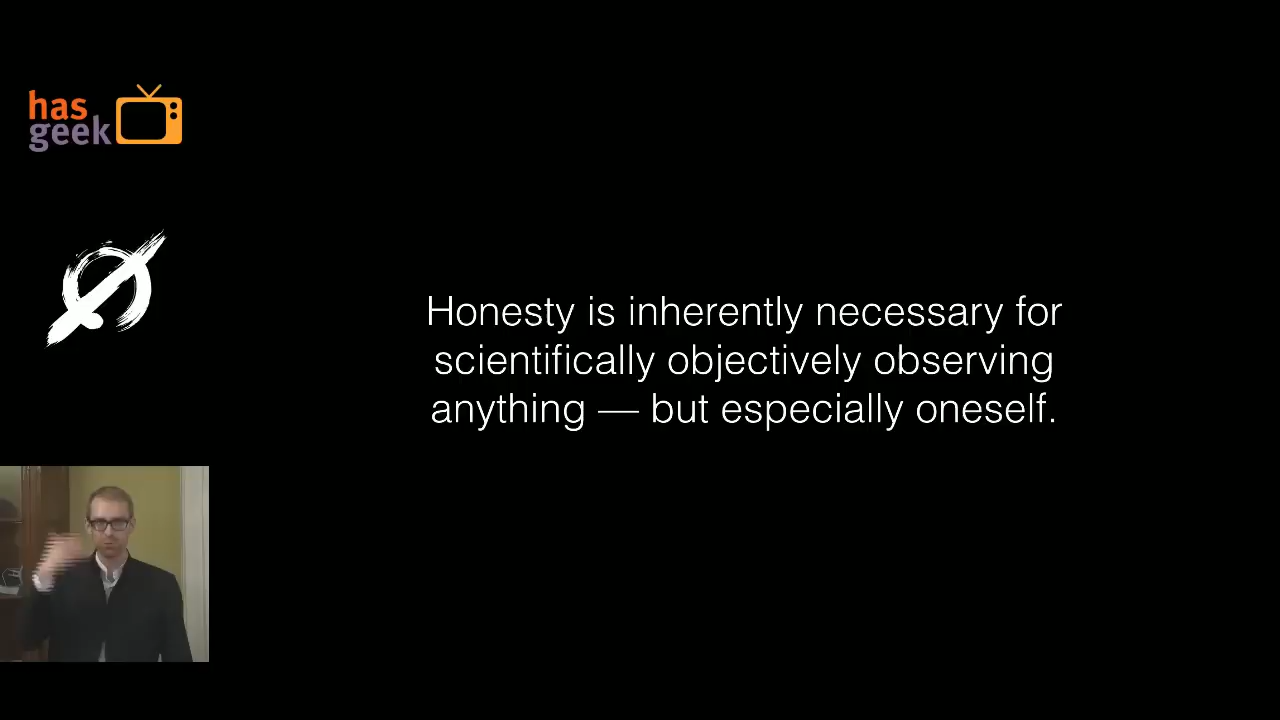 has
geek
Honesty is inherently necessary for
scientifically objectively observing
anything — but especially oneself.